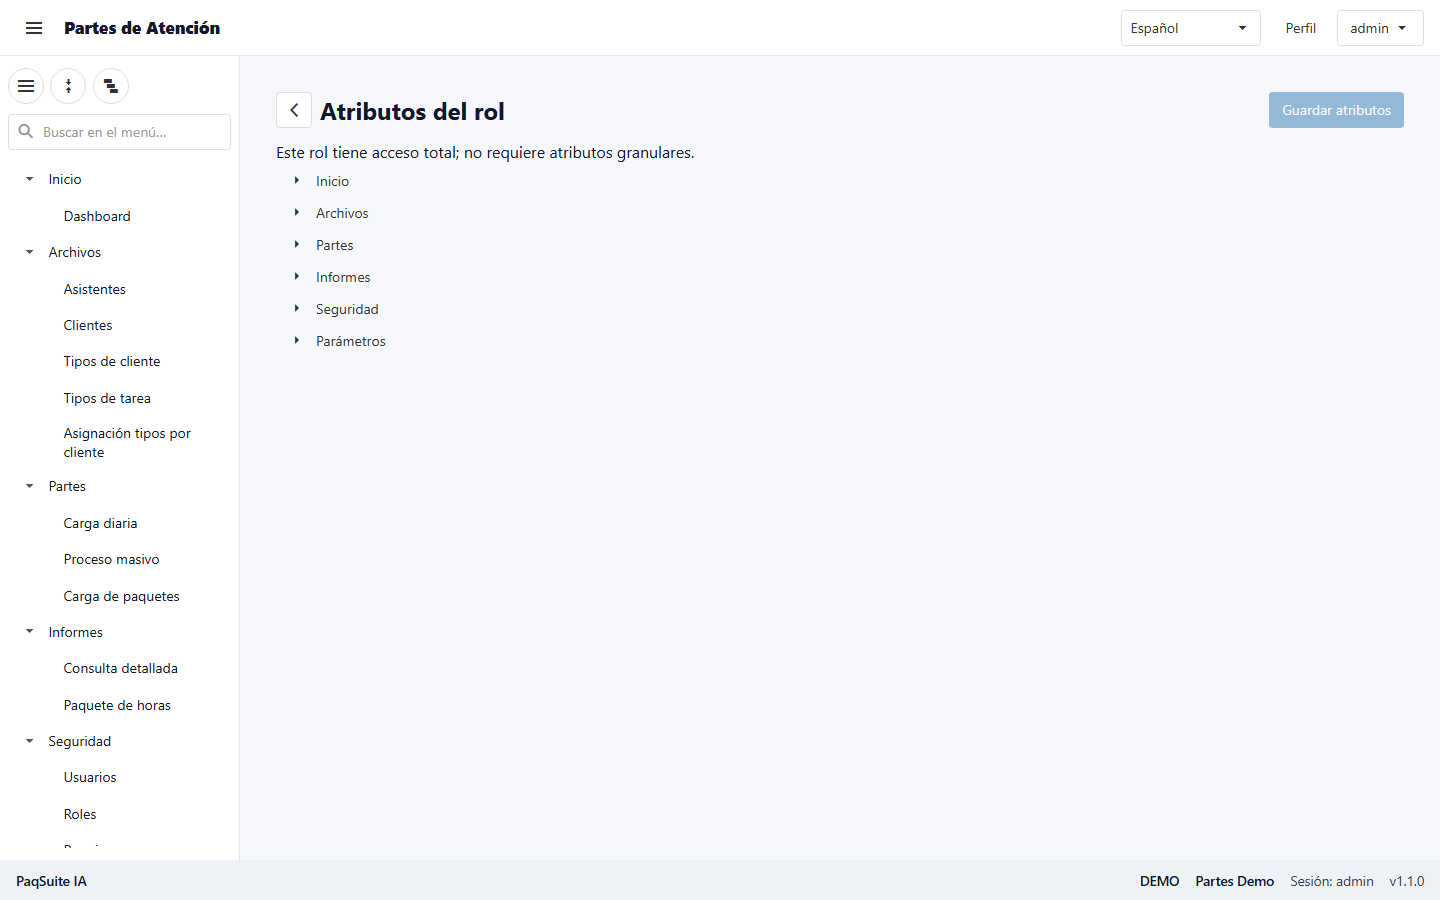 Partes de Atención
Español
Perfil
admin
Buscar en el menú...
Inicio
Dashboard
Archivos
Asistentes
Clientes
Tipos de cliente
Tipos de tarea
Asignación tipos por
cliente
Partes
Carga diaria
Proceso masivo
Carga de paquetes
Informes
Consulta detallada
Paquete de horas
Seguridad
Usuarios
Roles
Atributos del rol
Guardar atributos
Este rol tiene acceso total; no requiere atributos granulares.
Inicio
Archivos
Partes
Informes
Seguridad
Parámetros
PaqSuite IA
DEMO
Partes Demo
Sesión: admin
v1.1.0